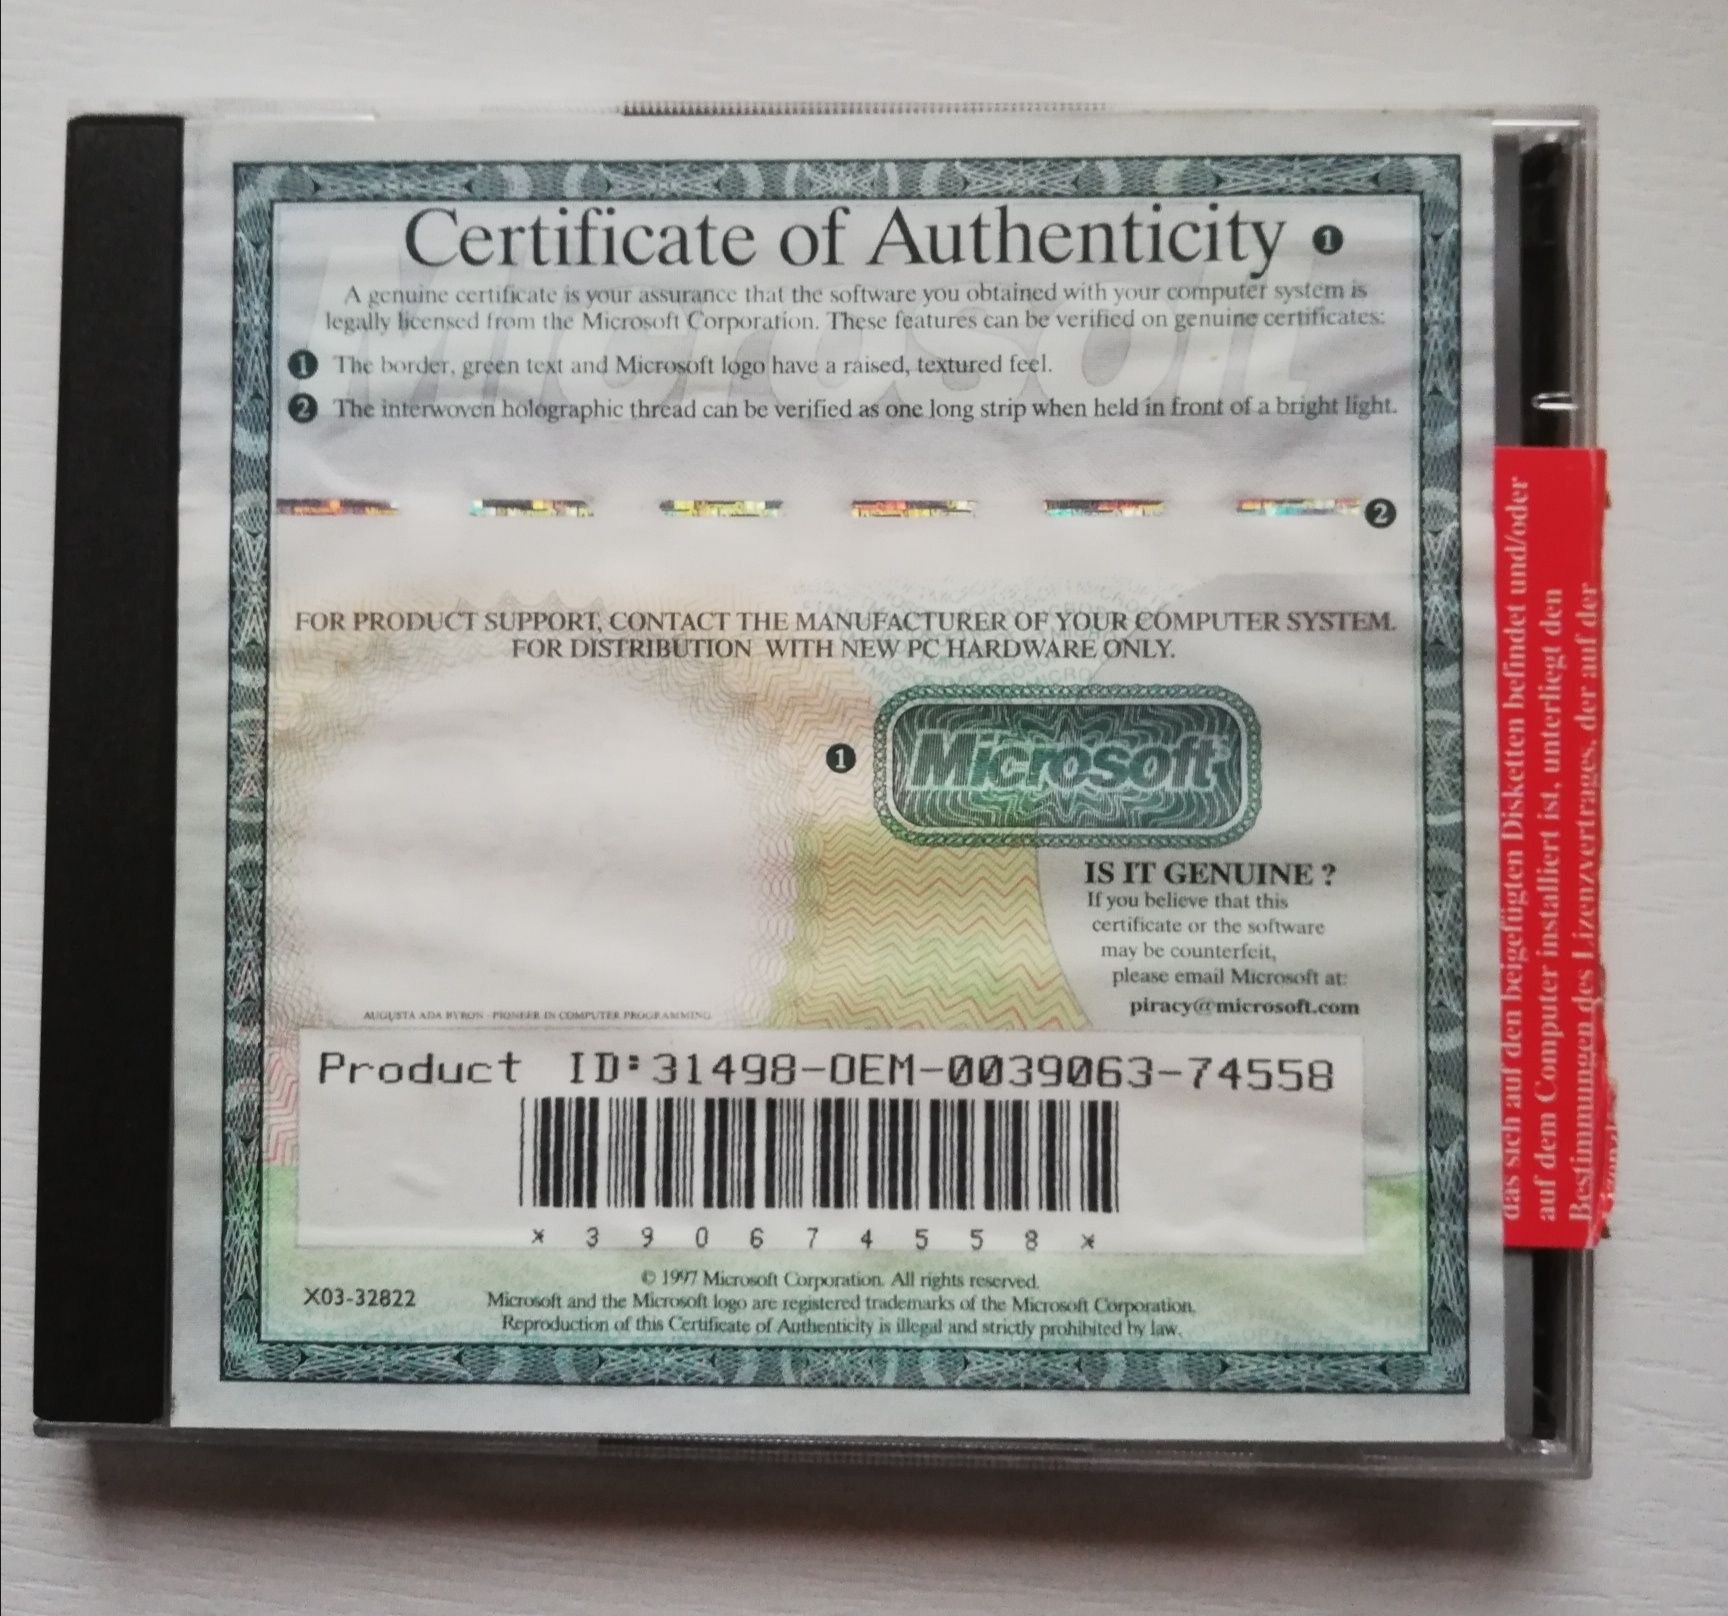 Certificate of Authenticity 1
A genuine certificate is your assurance that the software you obtained with your computer system is
legally licensed from the Microsoft Corporation. These features can be verified on genuine certificates:
1 The border, green text and Microsoft logo have a raised, textured feel.
2 The interwoven holographic thread can be verified as one long strip when held in front of a bright light.
2
FOR PRODUCT SUPPORT, CONTACT THE MANUFACTURER OF YOUR COMPUTER SYSTEM.
FOR DISTRIBUTION WITH NEW PC HARDWARE ONLY.
1 Microsoft
IS IT GENUINE ?
If you believe that this
certificate or the software
may be counterfeit,
please email Microsoft at:
piracy@microsoft.com
AUGUSTA ADA BYRON - PIONEER IN COMPUTER PROGRAMMING
Product ID:31498-OEM-0039063-74558
*390674558*
© 1997 Microsoft Corporation. All rights reserved.
X03-32822
Microsoft and the Microsoft logo are registered trademarks of the Microsoft Corporation.
Reproduction of this Certificate of Authenticity is illegal and strictly prohibited by law.
das sich auf den beigefügten Disketten befindet und/oder
auf dem Computer installiert ist, unterliegt den
Bestimmungen des Lizenzvertrages, der auf der